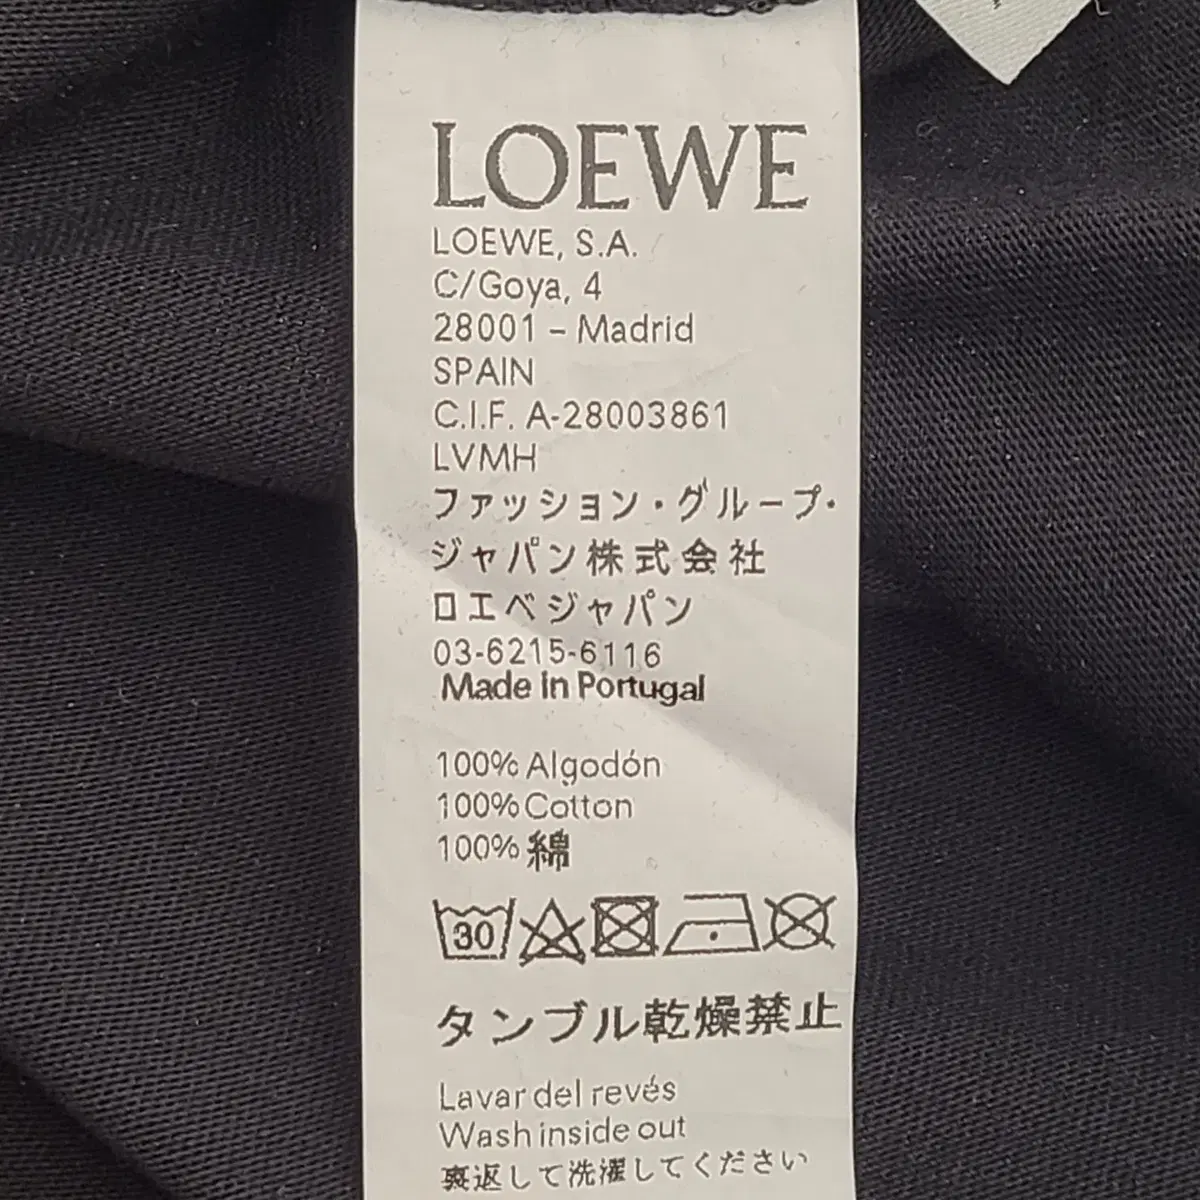 LOEWE
LOEWE, S.A.
C/Goya, 4
28001 – Madrid
SPAIN
C.I.F. A-28003861
LVMH
ファッション・グループ・
ジャパン株式会社
ロエベジャパン
03-6215-6116
Made in Portugal
100% Algodón
100% Cotton
100% 綿
30
タンブル乾燥禁止
Lavar del revés
Wash inside out
裏返して洗濯してください